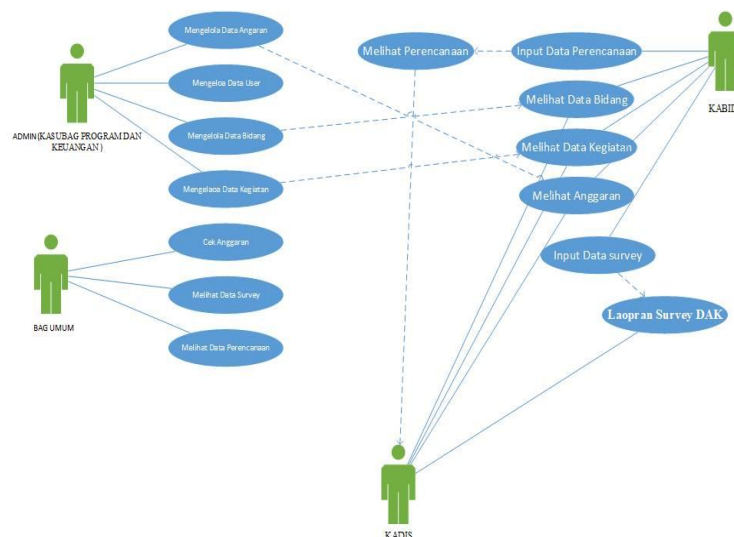 Mengelola Data Angaran
Mengeloa Data User
Mengelola Data Bidang
Mengelaoa Data Kegiatan
ADMIN(KASUBAG PROGRAM DAN
KEUANGAN )
Cek Anggaran
Melihat Data Survey
Melihat Data Perencanaan
BAG UMUM
Melihat Perencanaan
Input Data Perencanaan
Melihat Data Bidang
Melihat Data Kegiatan
Melihat Anggaran
Input Data survey
Laopran Survey DAK
KABID
KADIS